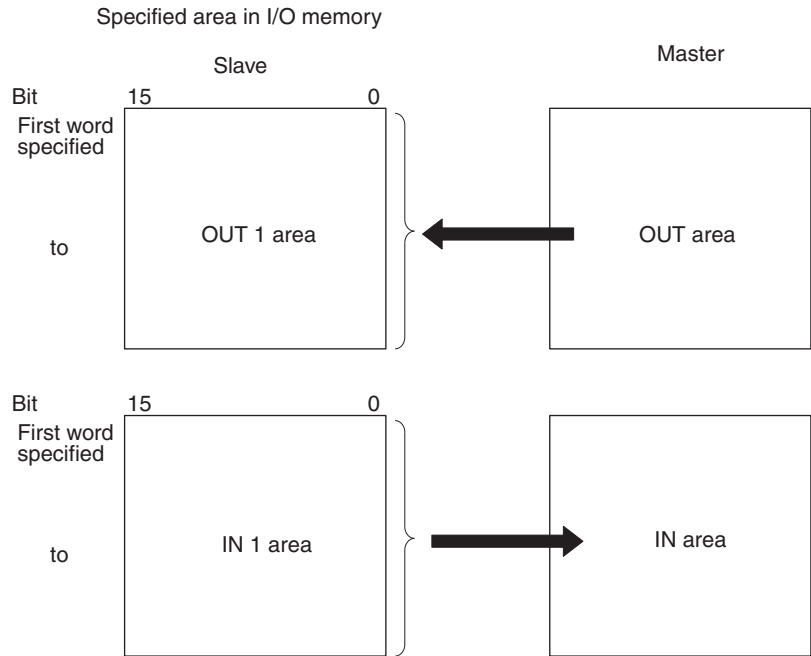 Specified area in I/O memory
Slave
Master
Bit 15 0
First word
specified
to
OUT 1 area
OUT area
Bit 15 0
First word
specified
to
IN 1 area
IN area